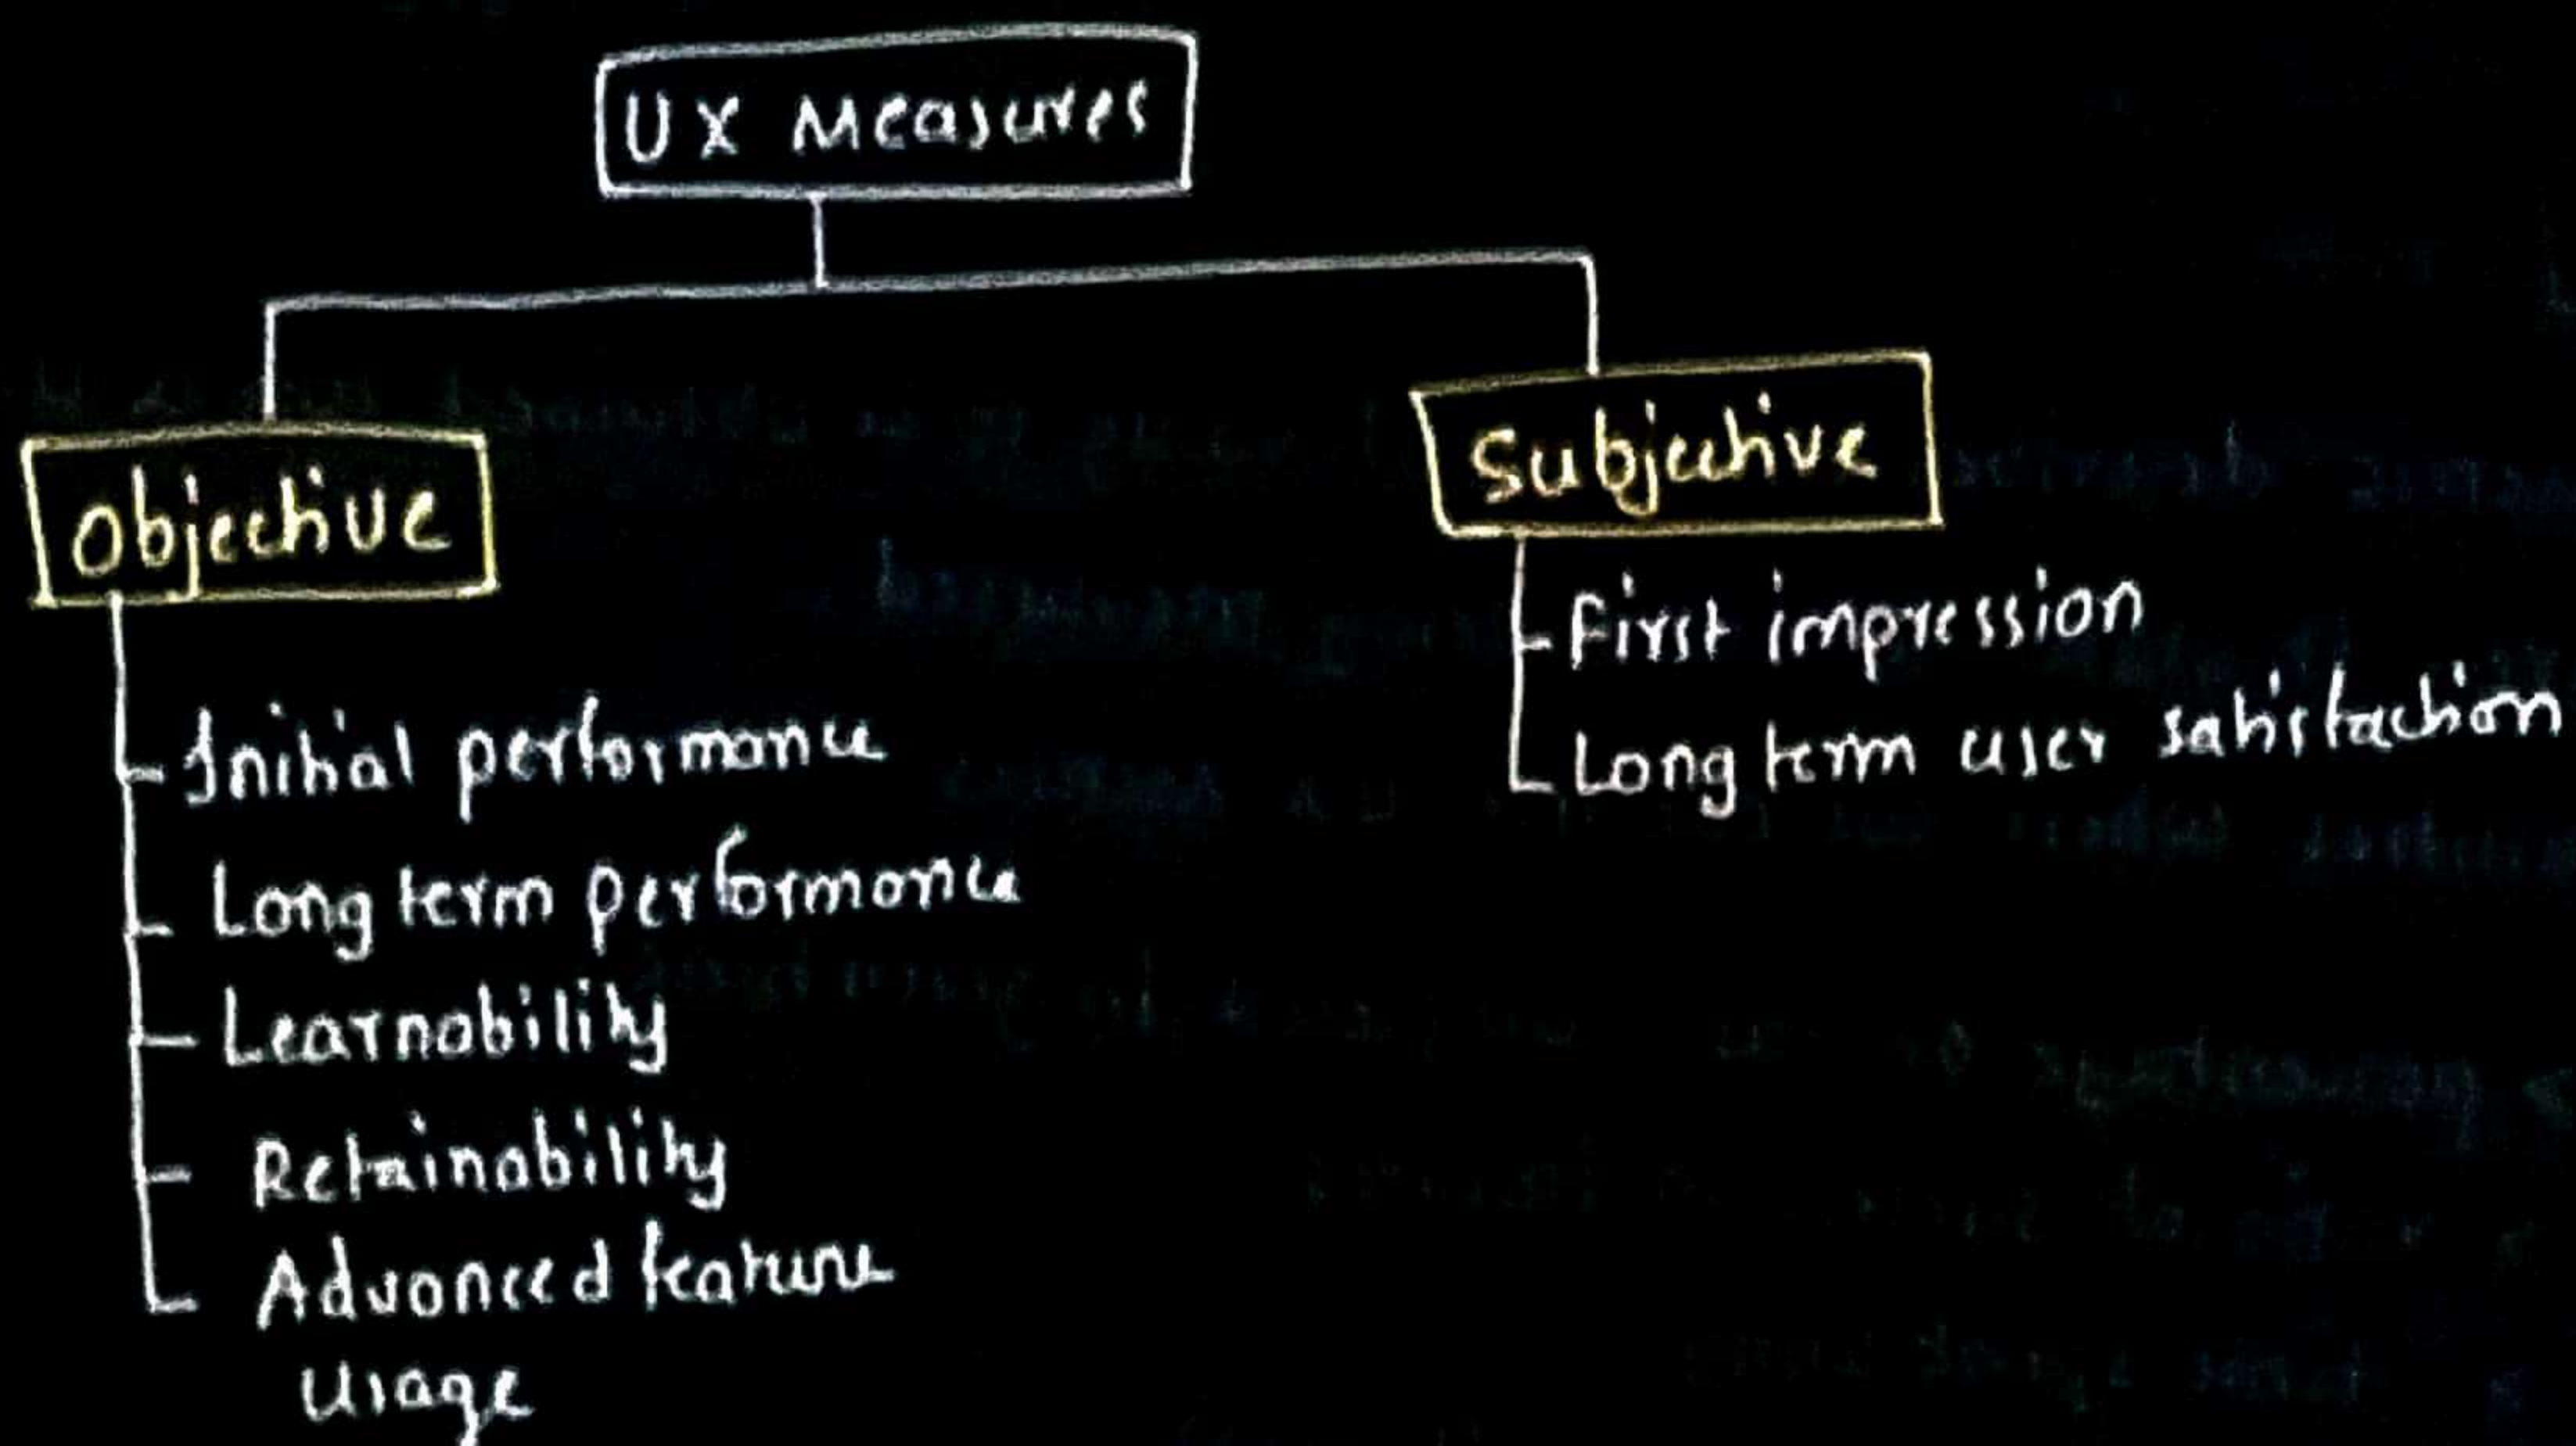 UX Measures
Objective
Subjective
First impression
Long term user satisfaction
Initial performance
Long term performance
Learnability
Retainability
Advanced feature
Usage